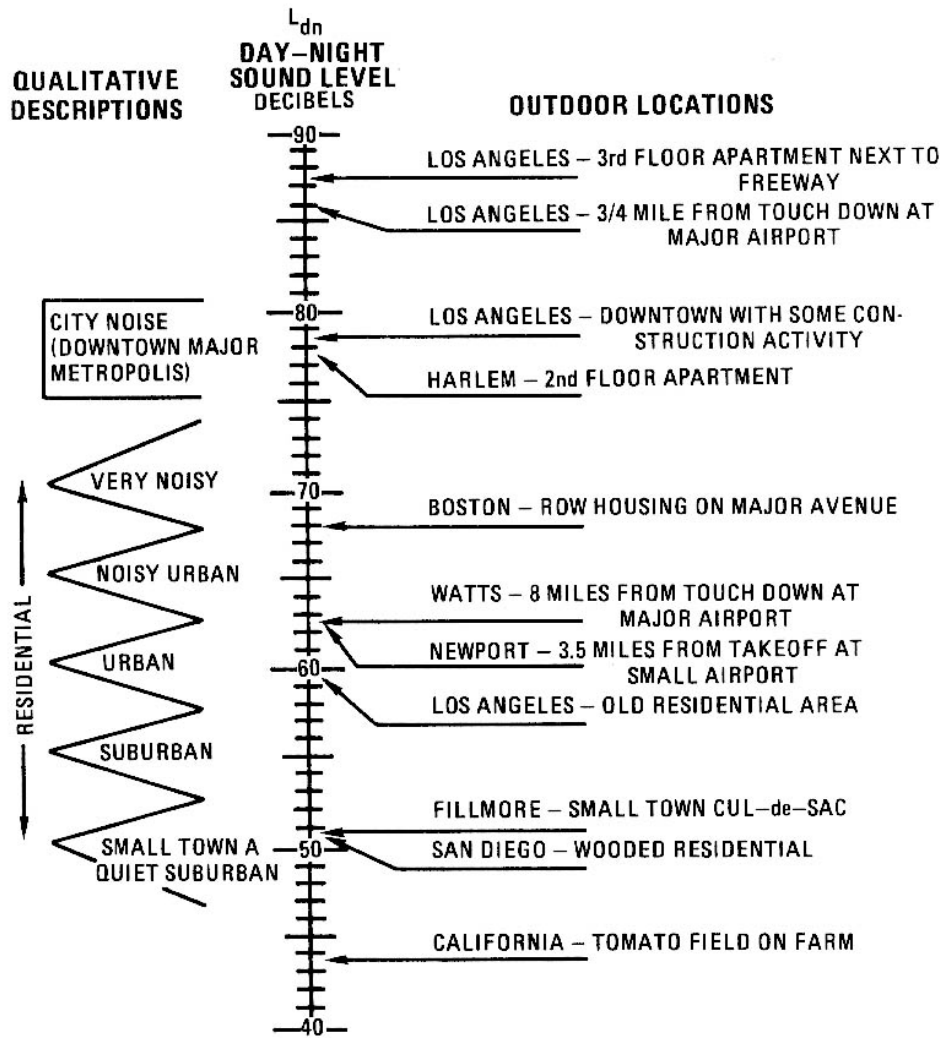 L dn
DAY–NIGHT
SOUND LEVEL
DECIBELS
QUALITATIVE
DESCRIPTIONS
OUTDOOR LOCATIONS
90
LOS ANGELES – 3rd FLOOR APARTMENT NEXT TO
FREEWAY
LOS ANGELES – 3/4 MILE FROM TOUCH DOWN AT
MAJOR AIRPORT
80
CITY NOISE
(DOWNTOWN MAJOR
METROPOLIS)
LOS ANGELES – DOWNTOWN WITH SOME CON-
STRUCTION ACTIVITY
HARLEM – 2nd FLOOR APARTMENT
VERY NOISY
70
BOSTON – ROW HOUSING ON MAJOR AVENUE
NOISY URBAN
WATTS – 8 MILES FROM TOUCH DOWN AT
MAJOR AIRPORT
RESIDENTIAL
URBAN
60
NEWPORT – 3.5 MILES FROM TAKEOFF AT
SMALL AIRPORT
LOS ANGELES – OLD RESIDENTIAL AREA
SUBURBAN
FILLMORE – SMALL TOWN CUL–de–SAC
SMALL TOWN A
QUIET SUBURBAN
50
SAN DIEGO – WOODED RESIDENTIAL
CALIFORNIA – TOMATO FIELD ON FARM
40